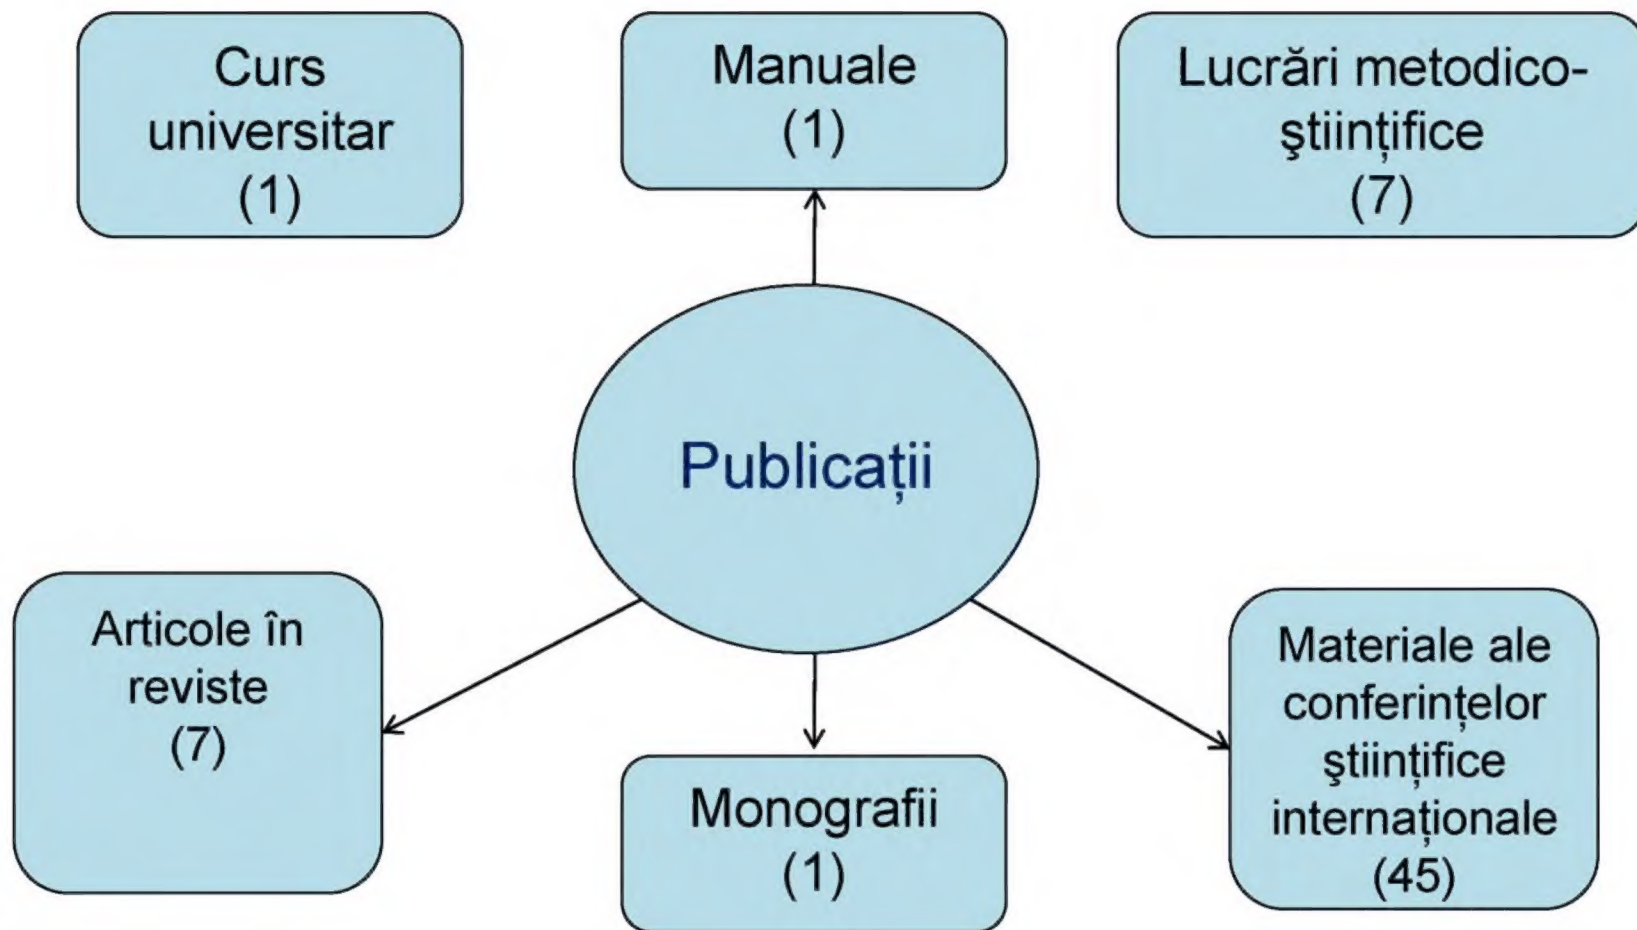 Curs
universitar
(1)
Manuale
(1)
Lucrări metodico-
ştiințifice
(7)
Publicații
Articole în
reviste
(7)
Monografii
(1)
Materiale ale
conferințelor
ştiințifice
internaționale
(45)